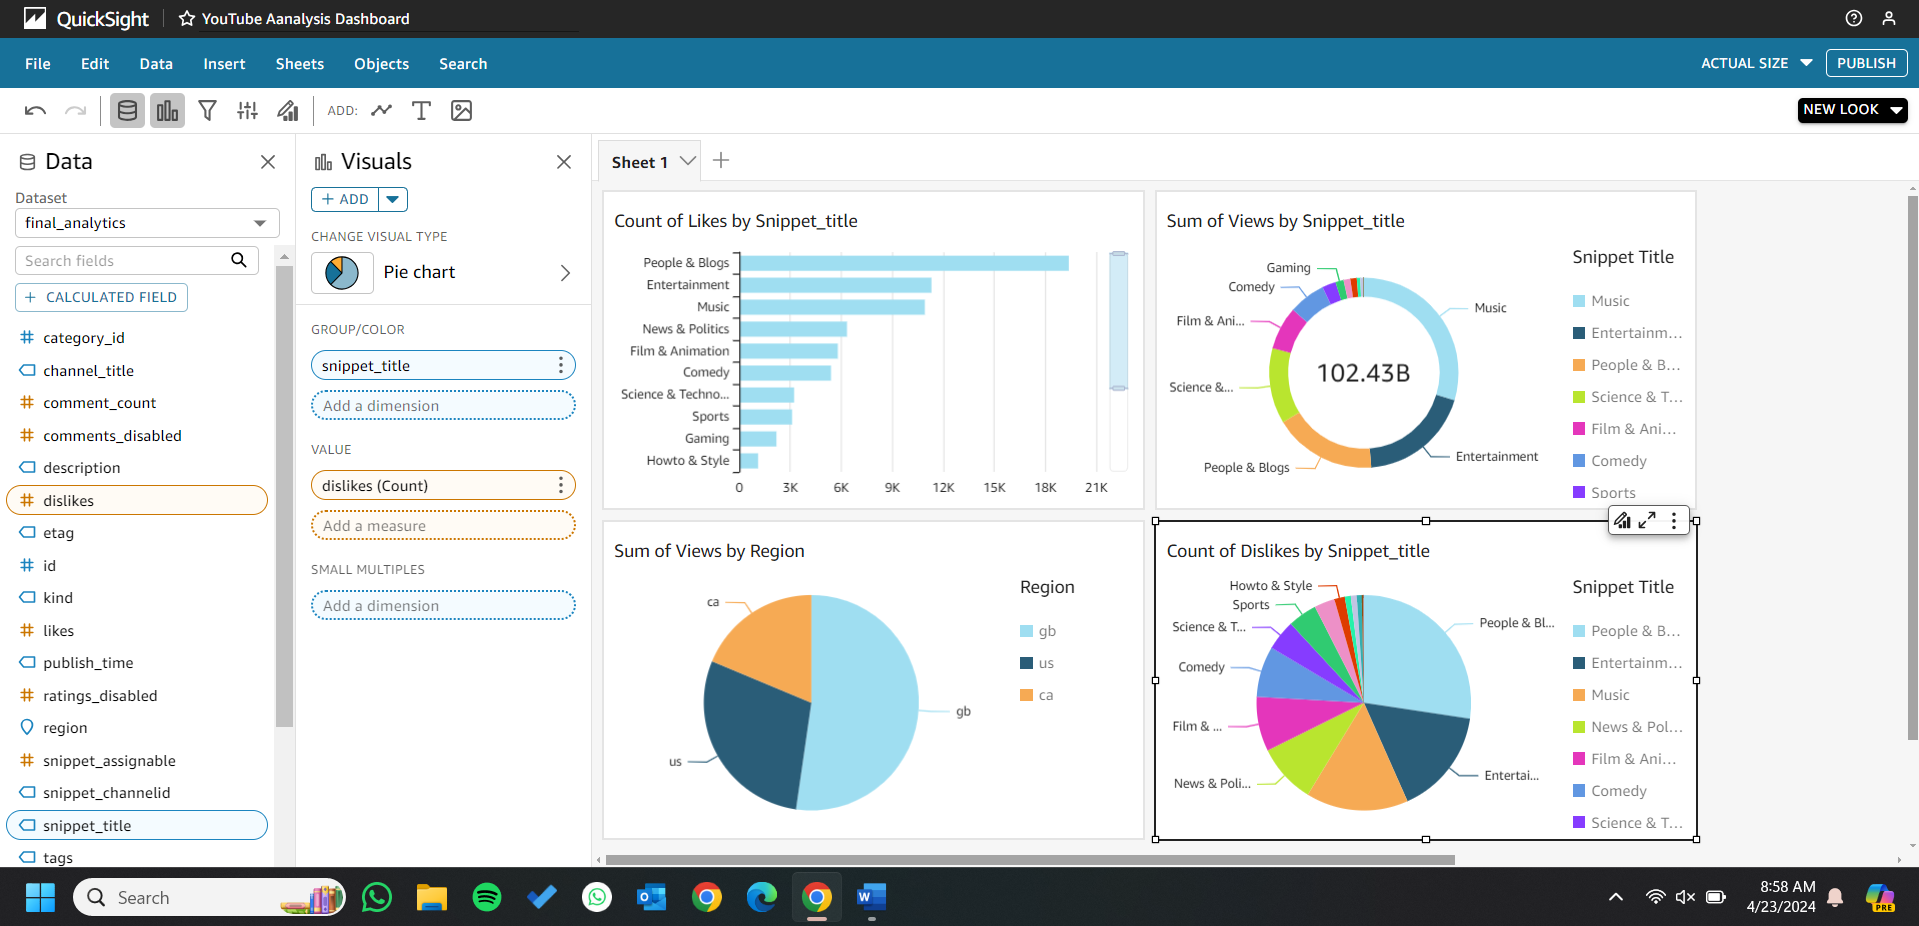 QuickSight
YouTube Aanalysis Dashboard
File Edit Data Insert Sheets Objects Search
ACTUAL SIZE
PUBLISH
ADD:
NEW LOOK
Data
Dataset
final_analytics
Search fields
CALCULATED FIELD
category_id
channel_title
comment_count
comments_disabled
description
dislikes
etag
id
kind
likes
publish_time
ratings_disabled
region
snippet_assignable
snippet_channelid
snippet_title
tags
Visuals
+ ADD
CHANGE VISUAL TYPE
Pie chart
GROUP/COLOR
snippet_title
Add a dimension
VALUE
dislikes (Count)
Add a measure
SMALL MULTIPLES
Add a dimension
Sheet 1
Count of Likes by Snippet_title
People & Blogs
Entertainment
Music
News & Politics
Film & Animation
Comedy
Science & Techno...
Sports
Gaming
Howto & Style
0 3K 6K 9K 12K 15K 18K 21K
Sum of Views by Snippet_title
Gaming
Comedy
Film & Ani...
Science &...
People & Blogs
Music
Entertainment
102.43B
Snippet Title
Music
Entertainm...
People & B...
Science & T...
Film & Ani...
Comedy
Sports
Sum of Views by Region
ca
us
gb
Region
gb
us
ca
Count of Dislikes by Snippet_title
Howto & Style
Sports
Science & T...
Comedy
Film & ...
News & Poli...
People & Bl...
Entertai...
Snippet Title
People & B...
Entertainm...
Music
News & Pol...
Film & Ani...
Comedy
Science & T...
Search
PRE
8:58 AM
4/23/2024